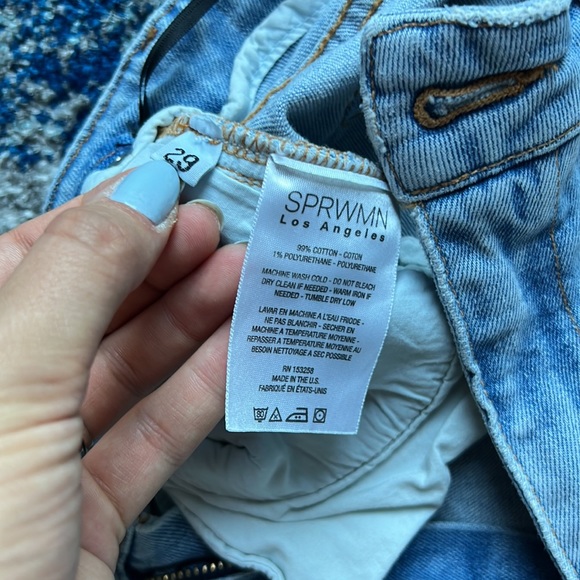 29
SPRWMN
Los Angeles
99% COTTON - COTON
1% POLYURETHANE - POLYURETHANE
MACHINE WASH COLD - DO NOT BLEACH
DRY CLEAN IF NEEDED - WARM IRON IF
NEEDED - TUMBLE DRY LOW
LAVAR EN MACHINE A L'EAU FRIODE -
NE PAS BLANCHIR - SECHER EN
MACHINE A TEMPERATURE MOYENNE -
REPASSER A TEMPERATURE MOYENNE AU
BESOIN NETTOYAGE A SEC POSSIBLE
RN 153258
MADE IN THE U.S.
FABRIQUÉ EN ÉTATS-UNIS